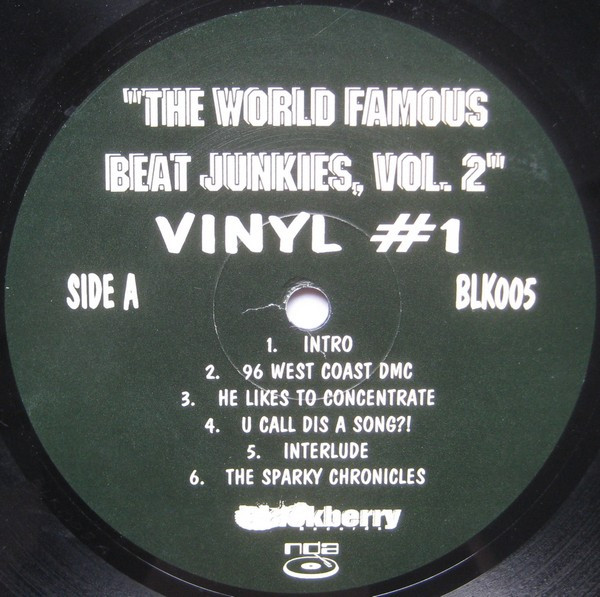 "THE WORLD FAMOUS
BEAT JUNKIES, VOL. 2"
VINYL #1
SIDE A BLK005
1. INTRO
2. 96 WEST COAST DMC
3. HE LIKES TO CONCENTRATE
4. U CALL DIS A SONG?!
5. INTERLUDE
6. THE SPARKY CHRONICLES
blackberry
nda